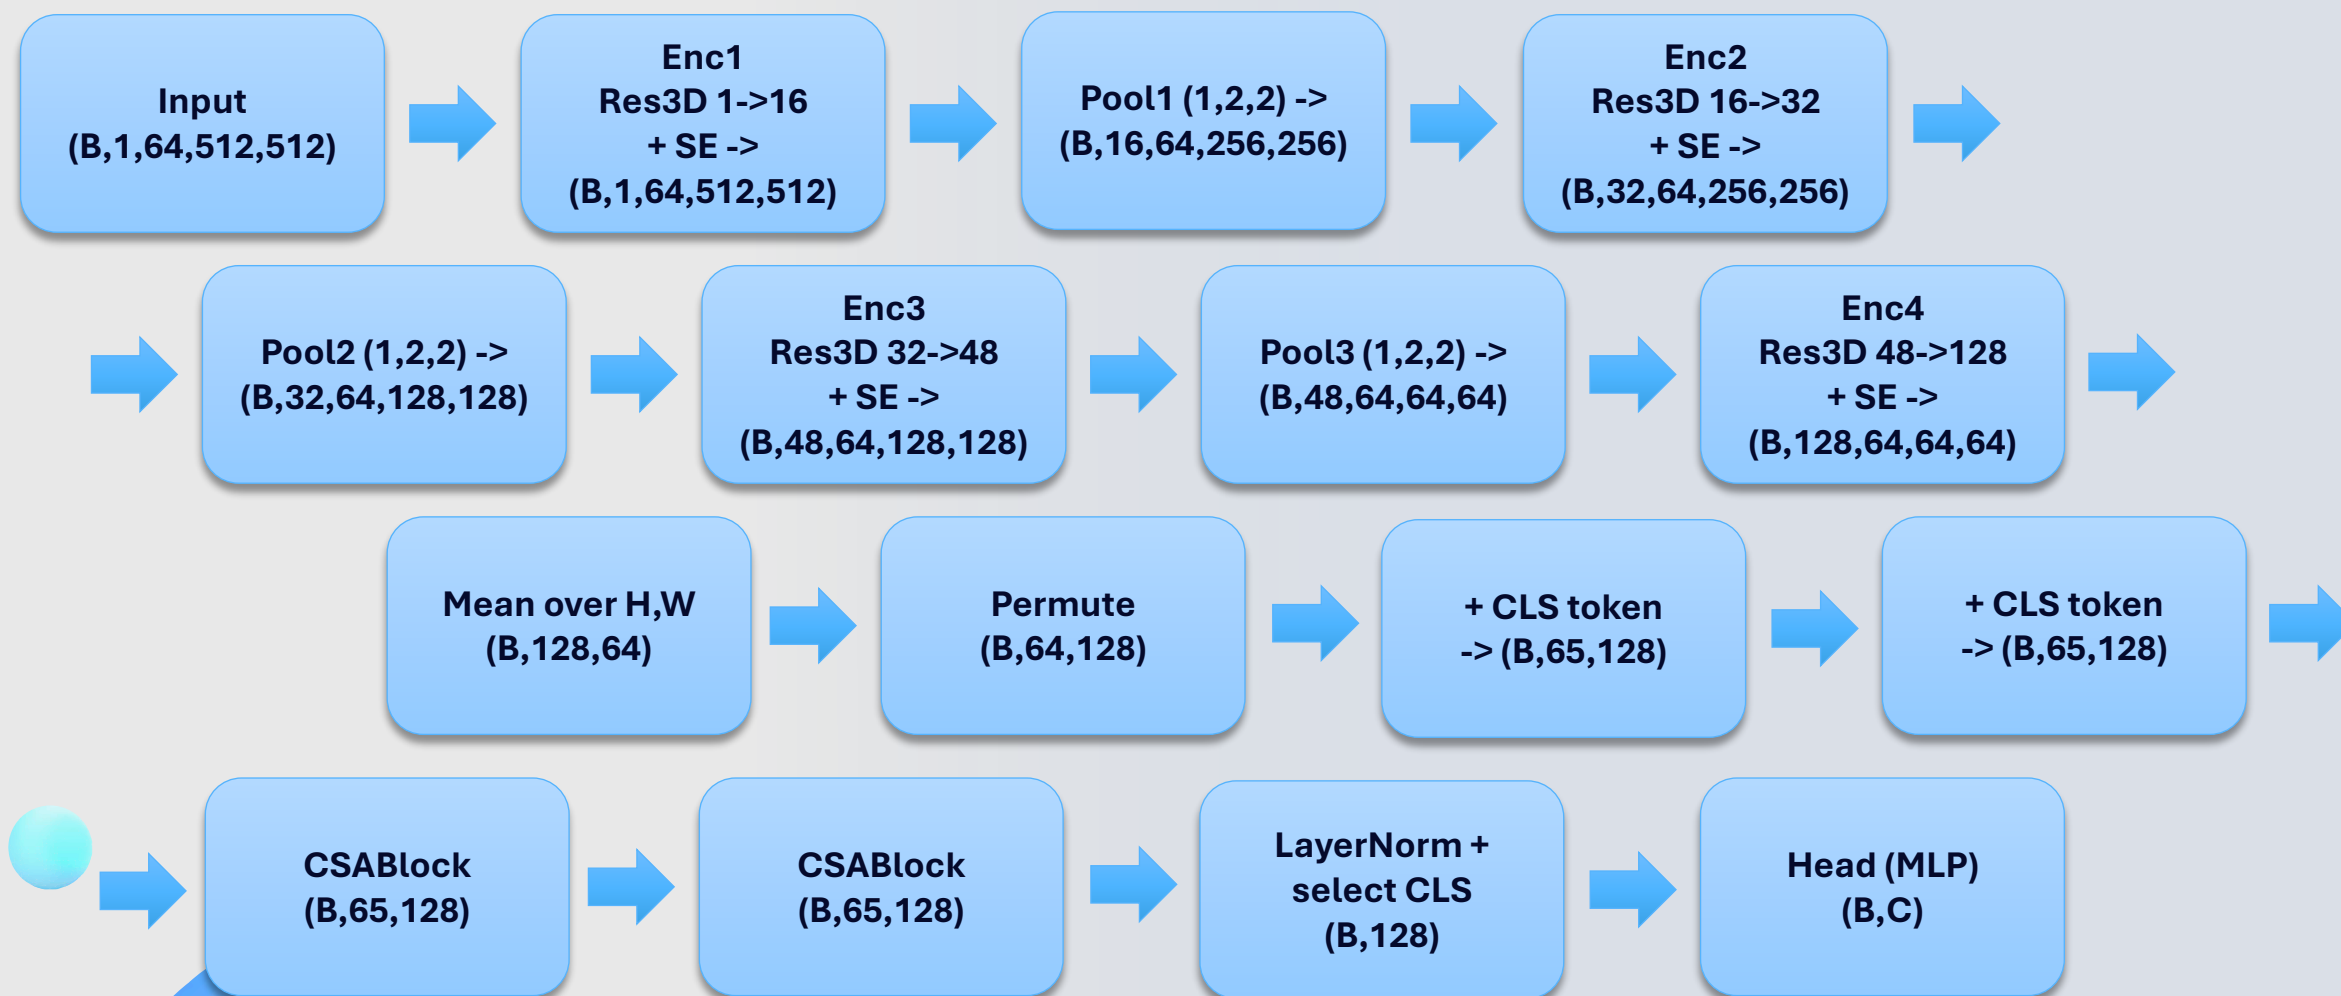 Input
(B,1,64,512,512)
Enc1
Res3D 1->16
+ SE ->
(B,1,64,512,512)
Pool1 (1,2,2) ->
(B,16,64,256,256)
Enc2
Res3D 16->32
+ SE ->
(B,32,64,256,256)
Pool2 (1,2,2) ->
(B,32,64,128,128)
Enc3
Res3D 32->48
+ SE ->
(B,48,64,128,128)
Pool3 (1,2,2) ->
(B,48,64,64,64)
Enc4
Res3D 48->128
+ SE ->
(B,128,64,64,64)
Mean over H,W
(B,128,64)
Permute
(B,64,128)
+ CLS token
-> (B,65,128)
+ CLS token
-> (B,65,128)
CSABlock
(B,65,128)
CSABlock
(B,65,128)
LayerNorm +
select CLS
(B,128)
Head (MLP)
(B,C)